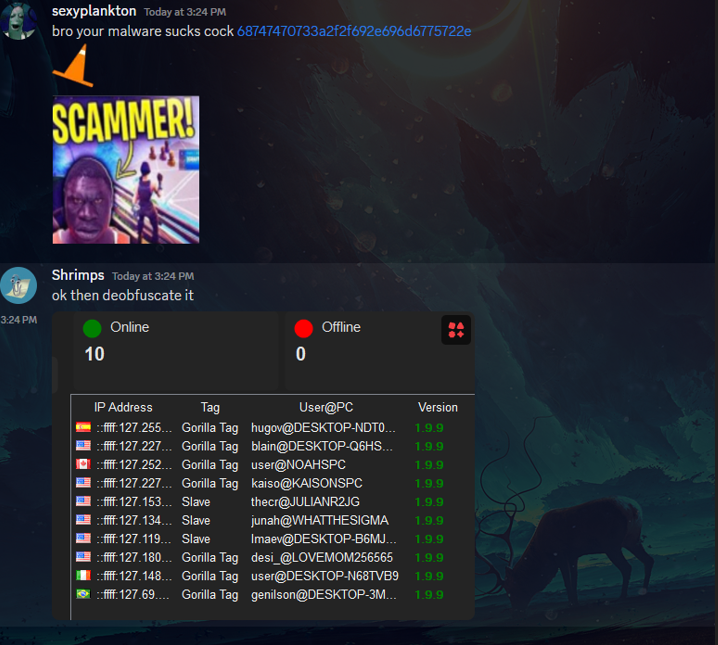 sexyplankton Today at 3:24 PM
bro your malware sucks cock 68747470733a2f2f692e696d6775722e
SCAMMER!
Shrimps Today at 3:24 PM
3:24 PM ok then deobfuscate it
Online Offline
10 0
IP Address Tag User@PC Version
::ffff:127.255... Gorilla Tag hugov@DESKTOP-NDT0... 1.9.9
::ffff:127.227... Gorilla Tag blain@DESKTOP-Q6HS... 1.9.9
::ffff:127.252... Gorilla Tag user@NOAHSPC 1.9.9
::ffff:127.227... Gorilla Tag kaiso@KAISONSPC 1.9.9
::ffff:127.153... Slave thecr@JULIANR2JG 1.9.9
::ffff:127.134... Slave junah@WHATTHESIGMA 1.9.9
::ffff:127.119... Slave lmaev@DESKTOP-B6MJ... 1.9.9
::ffff:127.180... Gorilla Tag desi_@LOVEMOM256565 1.9.9
::ffff:127.148... Gorilla Tag user@DESKTOP-N68TVB9 1.9.9
::ffff:127.69.... Gorilla Tag genilson@DESKTOP-3M... 1.9.9